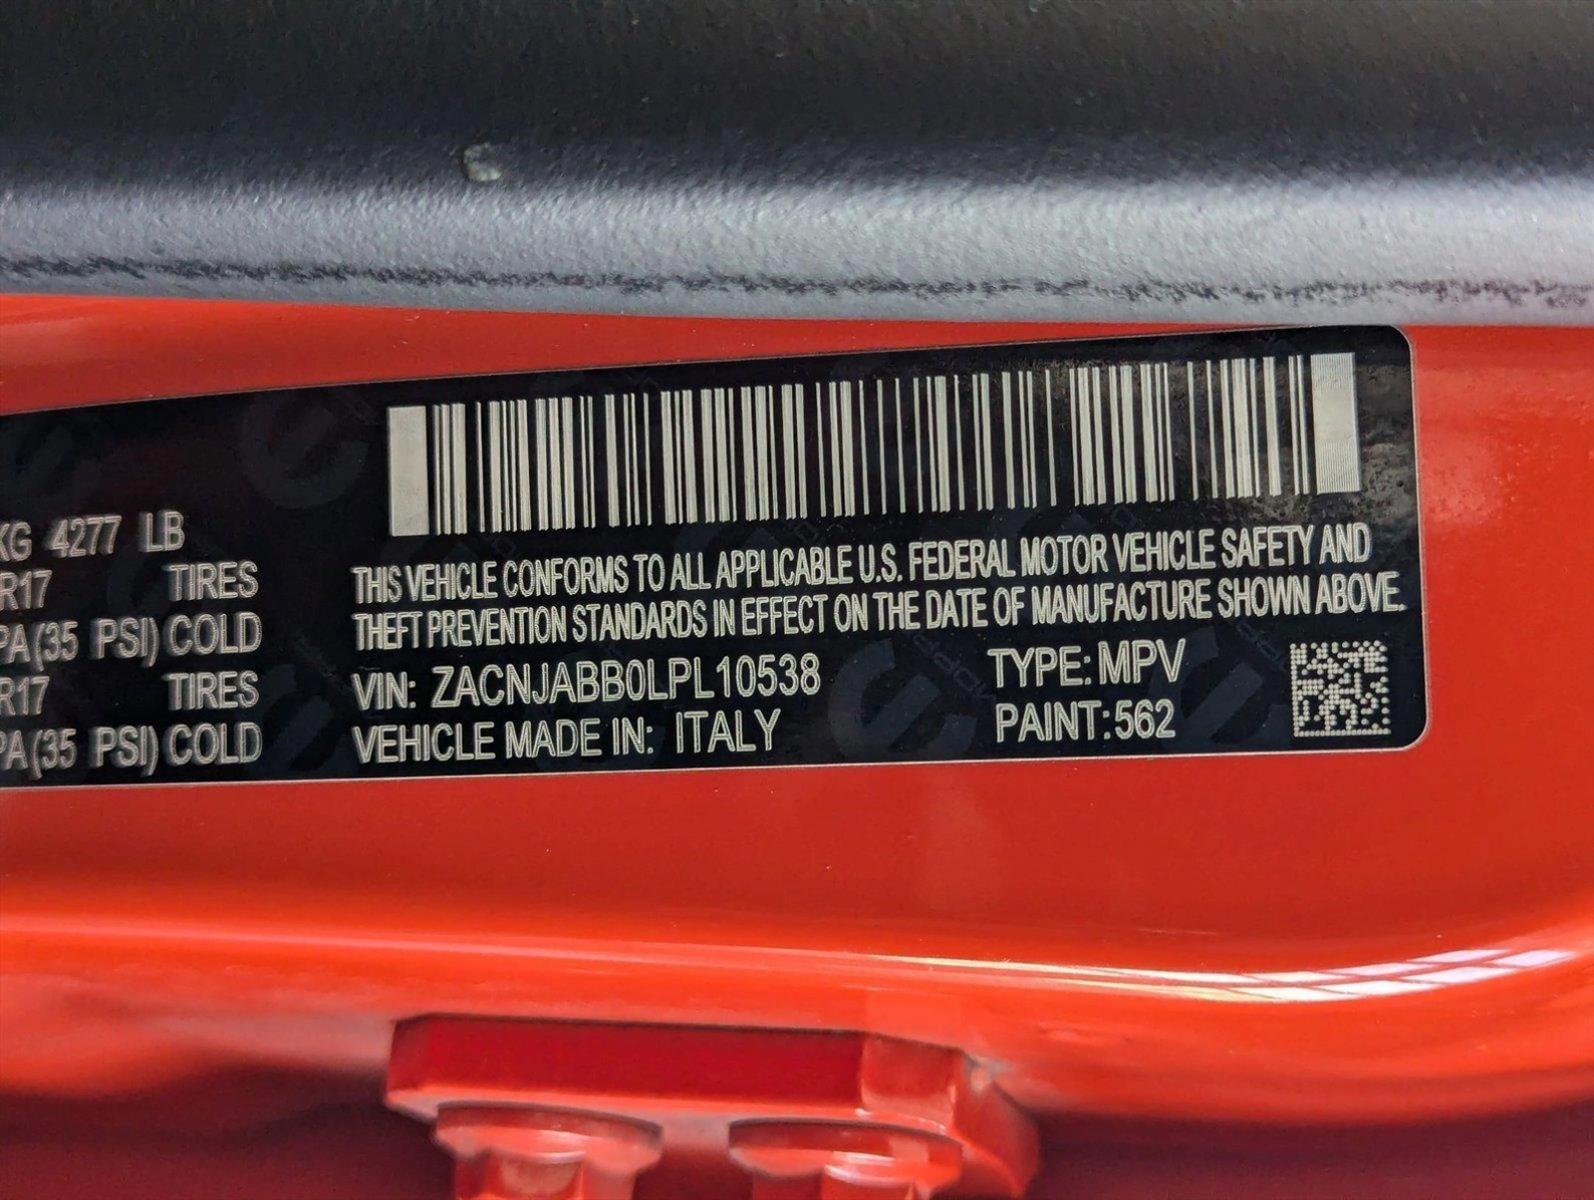 THIS VEHICLE CONFORMS TO ALL APPLICABLE U.S. FEDERAL MOTOR VEHICLE SAFETY AND
THEFT PREVENTION STANDARDS IN EFFECT ON THE DATE OF MANUFACTURE SHOWN ABOVE.
VIN: ZACNJABB0LPL10538 TYPE: MPV
VEHICLE MADE IN: ITALY PAINT: 562
KG 4277 LB
R17 TIRES
PA(35 PSI) COLD
R17 TIRES
PA(35 PSI) COLD